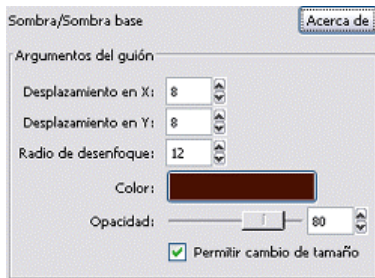 Sombra/Sombra base Acerca de
Argumentos del guión
Desplazamiento en X: 8
Desplazamiento en Y: 8
Radio de desenfoque: 12
Color:
Opacidad: 80
Permitir cambio de tamaño